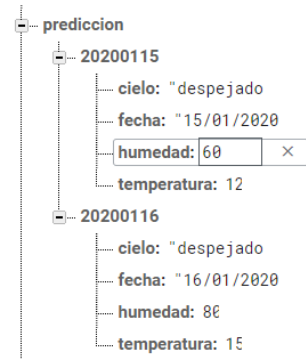 prediccion
20200115
cielo: "despejado
fecha: "15/01/2020
humedad: 60 ×
temperatura: 12
20200116
cielo: "despejado
fecha: "16/01/2020
humedad: 80
temperatura: 15